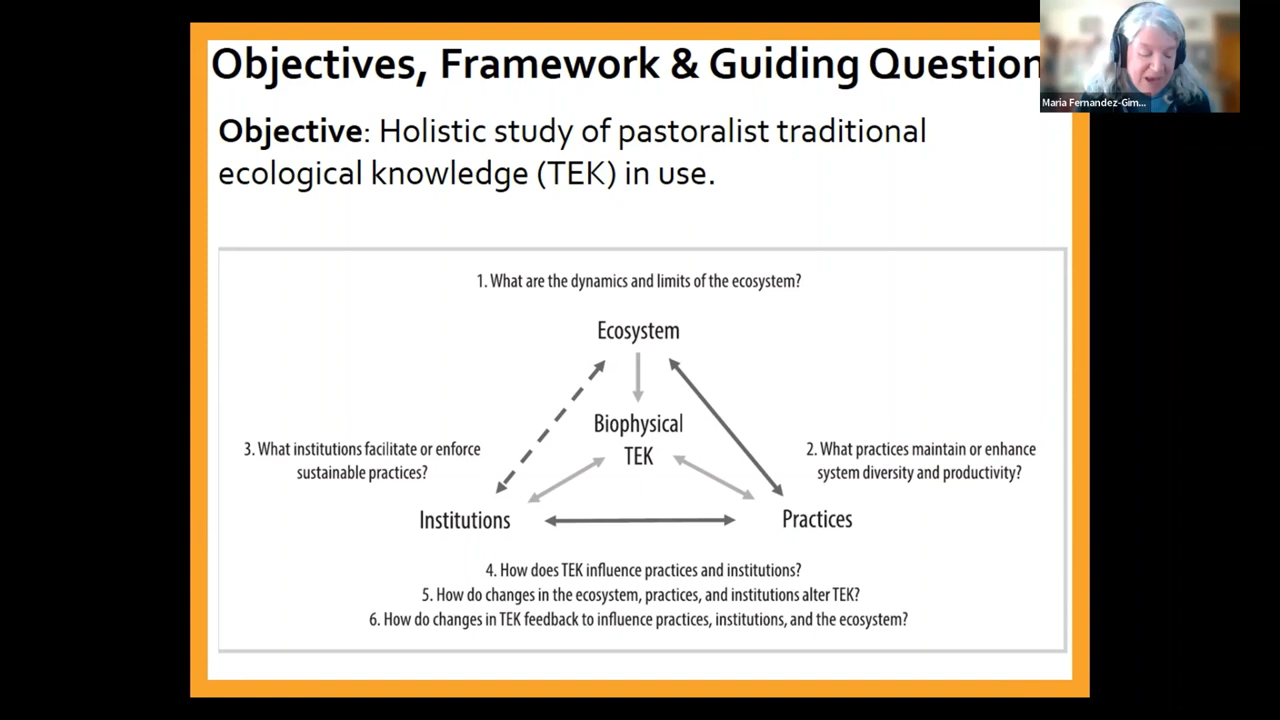 Objectives, Framework & Guiding Question
Maria Fernandez-Gim...
Objective: Holistic study of pastoralist traditional
ecological knowledge (TEK) in use.
1. What are the dynamics and limits of the ecosystem?
Ecosystem
Biophysical
TEK
3. What institutions facilitate or enforce
sustainable practices?
2. What practices maintain or enhance
system diversity and productivity?
Institutions
Practices
4. How does TEK influence practices and institutions?
5. How do changes in the ecosystem, practices, and institutions alter TEK?
6. How do changes in TEK feedback to influence practices, institutions, and the ecosystem?